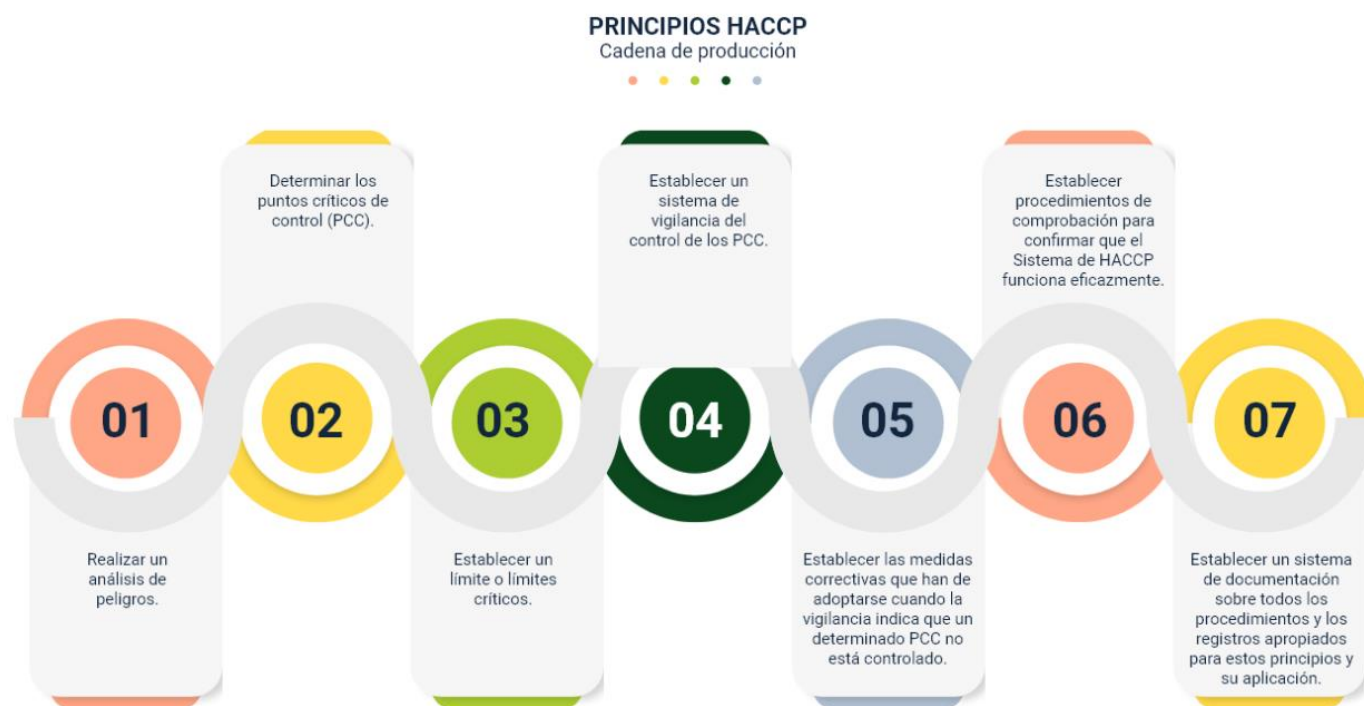 PRINCIPIOS HACCP
Cadena de producción
01
Realizar un
análisis de
peligros.
02
Determinar los
puntos críticos de
control (PCC).
03
Establecer un
límite o límites
críticos.
04
Establecer un
sistema de
vigilancia del
control de los PCC.
05
Establecer las medidas
correctivas que han de
adoptarse cuando la
vigilancia indica que un
determinado PCC no
está controlado.
06
Establecer
procedimientos de
comprobación para
confirmar que el
Sistema de HACCP
funciona eficazmente.
07
Establecer un sistema
de documentación
sobre todos los
procedimientos y los
registros apropiados
para estos principios y
su aplicación.